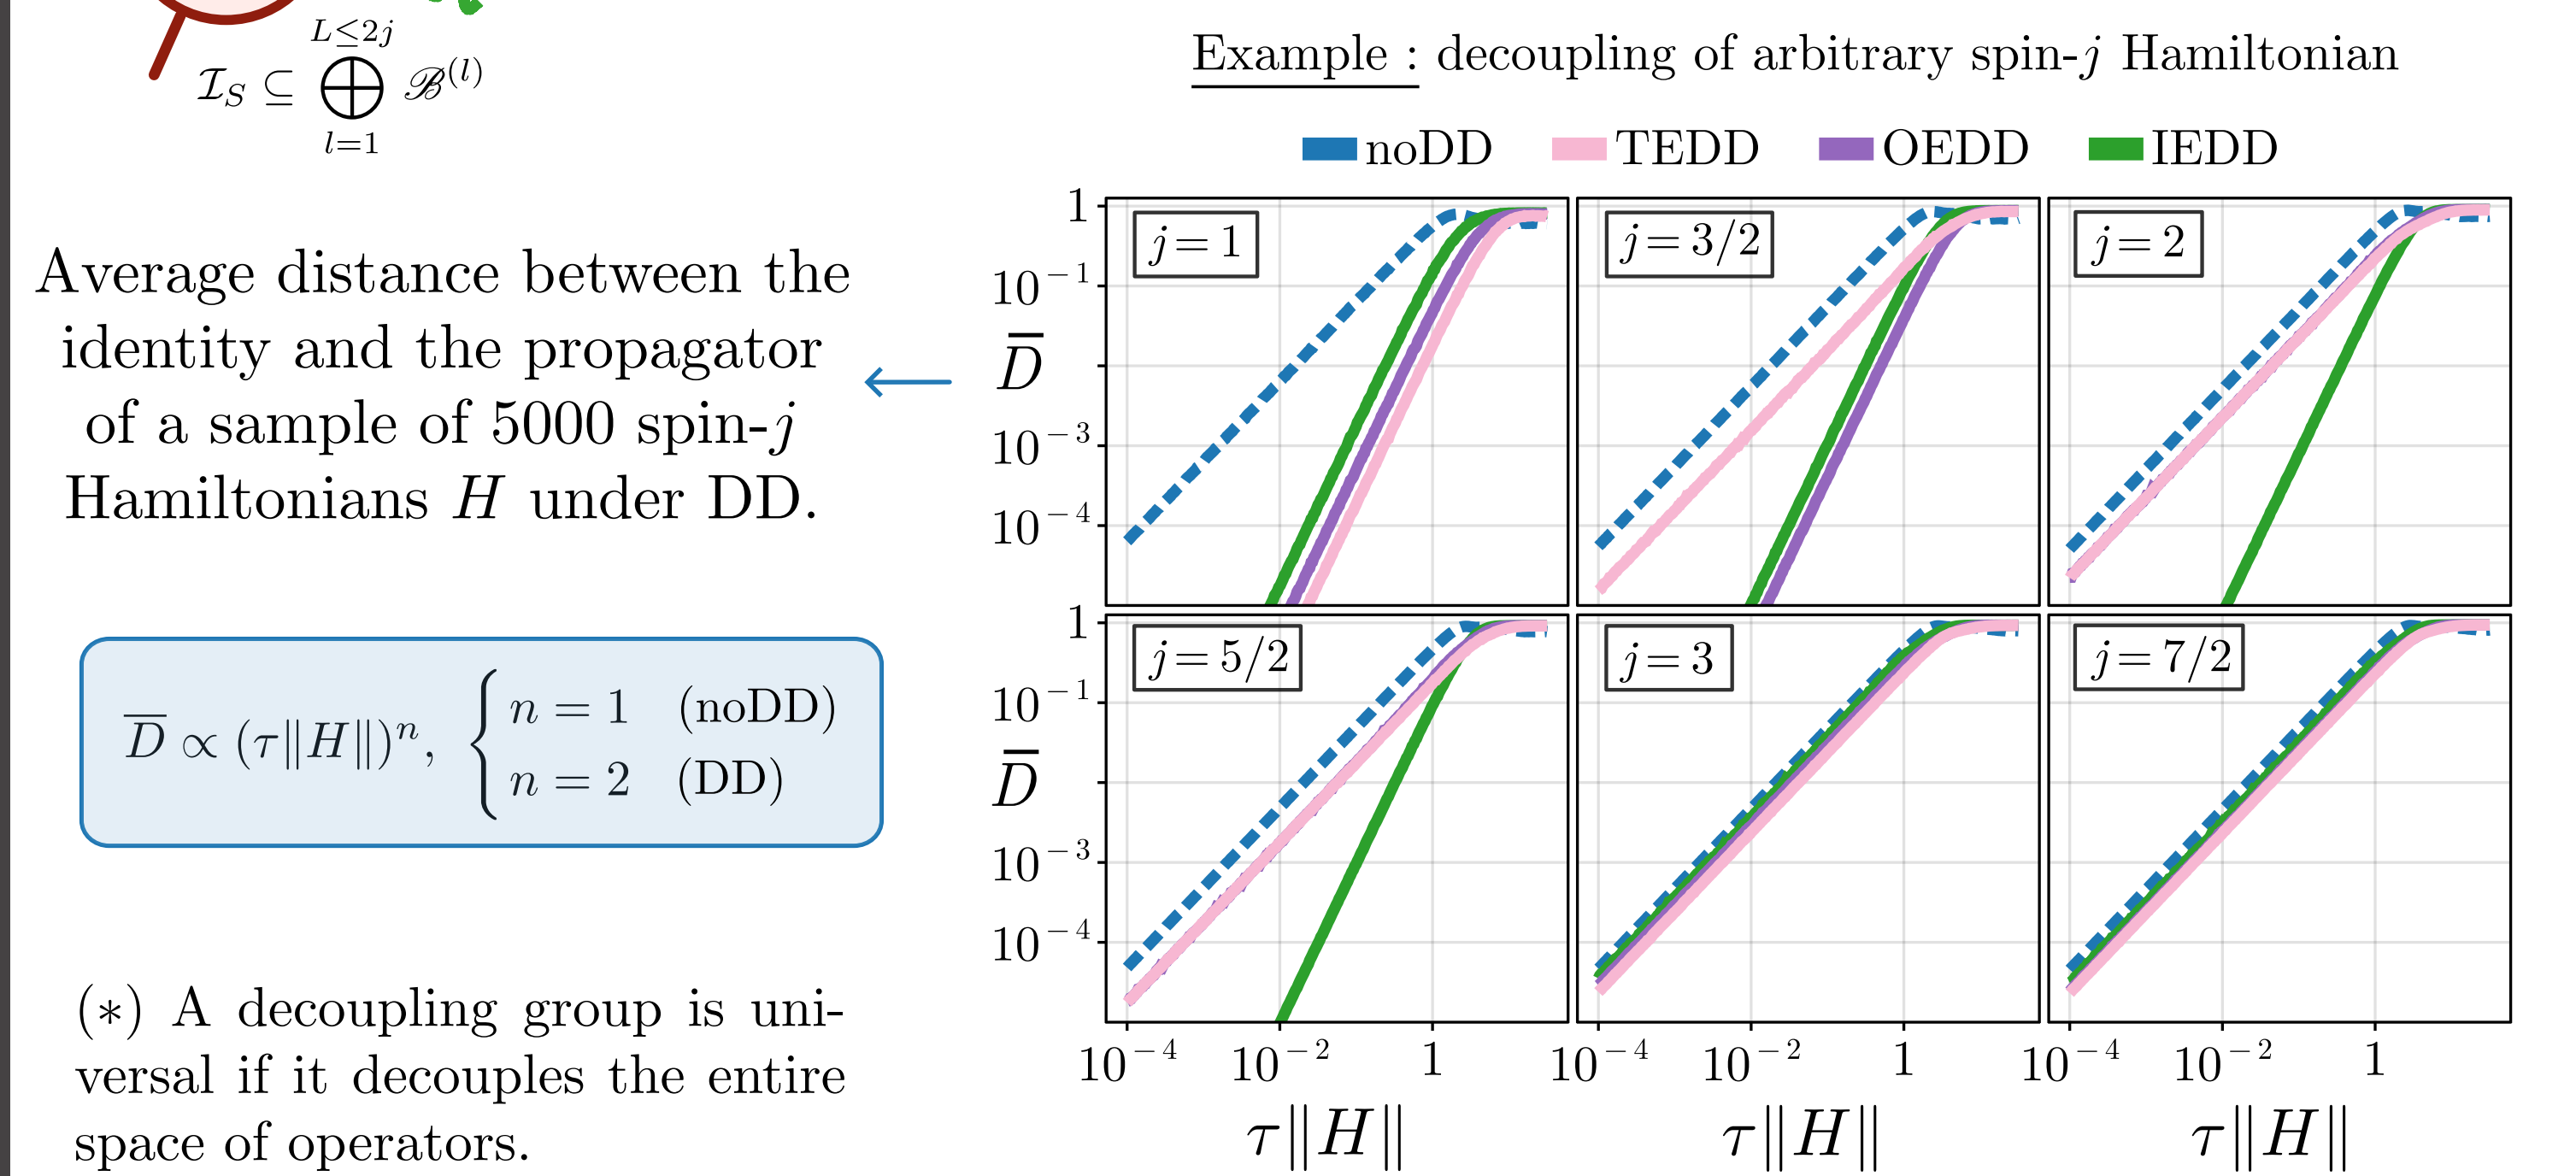 L≤2j
𝓘_S ⊆ ⨁ ℬ^(l)
l=1
Average distance between the
identity and the propagator
of a sample of 5000 spin-j
Hamiltonians H under DD.
D̅ ∝ (τ‖H‖)ⁿ, { n = 1 (noDD)
n = 2 (DD)
(∗) A decoupling group is uni-
versal if it decouples the entire
space of operators.
Example : decoupling of arbitrary spin-j Hamiltonian
noDD TEDD OEDD IEDD
1
10⁻¹
D̅
10⁻³
10⁻⁴
j = 1
j = 3/2
j = 2
1
10⁻¹
D̅
10⁻³
10⁻⁴
j = 5/2
j = 3
j = 7/2
10⁻⁴ 10⁻² 1 10⁻⁴ 10⁻² 1 10⁻⁴ 10⁻² 1
τ‖H‖ τ‖H‖ τ‖H‖